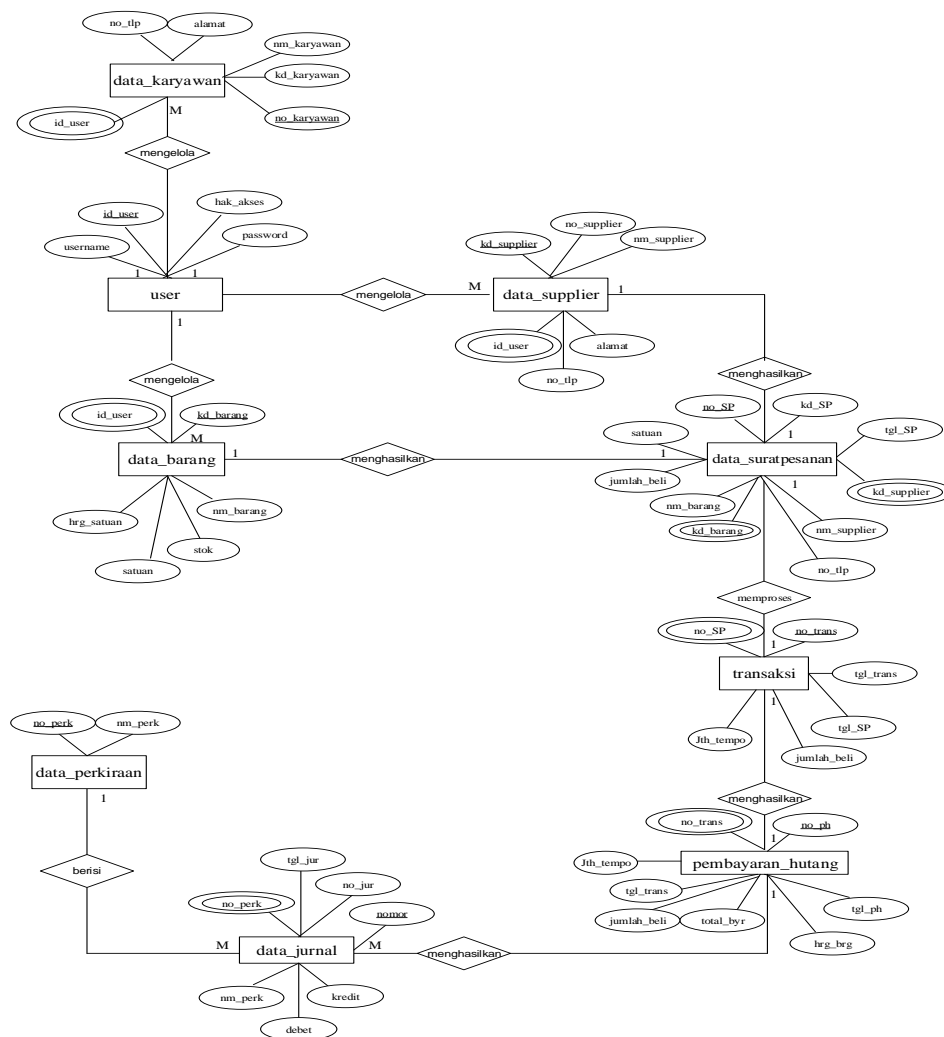 no_tlp
alamat
nm_karyawan
data_karyawan
kd_karyawan
no_karyawan
id_user
M
mengelola
hak_akses
id_user
password
username
1
1
user
1
no_supplier
kd_supplier
nm_supplier
mengelola
M
data_supplier
1
id_user
alamat
no_tlp
mengelola
id_user
kd_barang
M
data_barang
1
hrg_satuan
nm_barang
stok
satuan
menghasilkan
menghasilkan
no_SP
kd_SP
tgl_SP
satuan
1
1
data_suratpesanan
1
jumlah_beli
kd_supplier
nm_barang
kd_barang
nm_supplier
no_tlp
memproses
no_SP
no_trans
1
transaksi
tgl_trans
1
tgl_SP
Jth_tempo
jumlah_beli
menghasilkan
no_trans
no_ph
1
Jth_tempo
pembayaran_hutang
tgl_trans
1
tgl_ph
jumlah_beli
total_byr
hrg_brg
no_perk
nm_perk
data_perkiraan
1
berisi
tgl_jur
no_jur
no_perk
nomor
M
data_jurnal
M
menghasilkan
nm_perk
kredit
debet